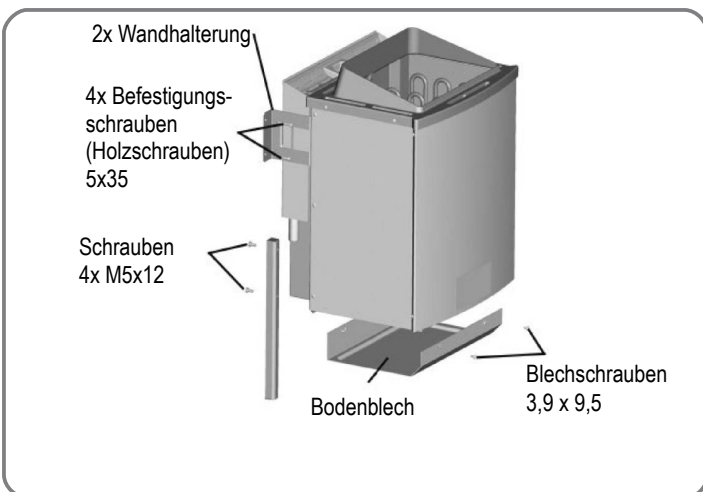 2x Wandhalterung
4x Befestigungs-
schrauben
(Holzschrauben)
5x35
Schrauben
4x M5x12
Bodenblech
Blechschrauben
3,9 x 9,5